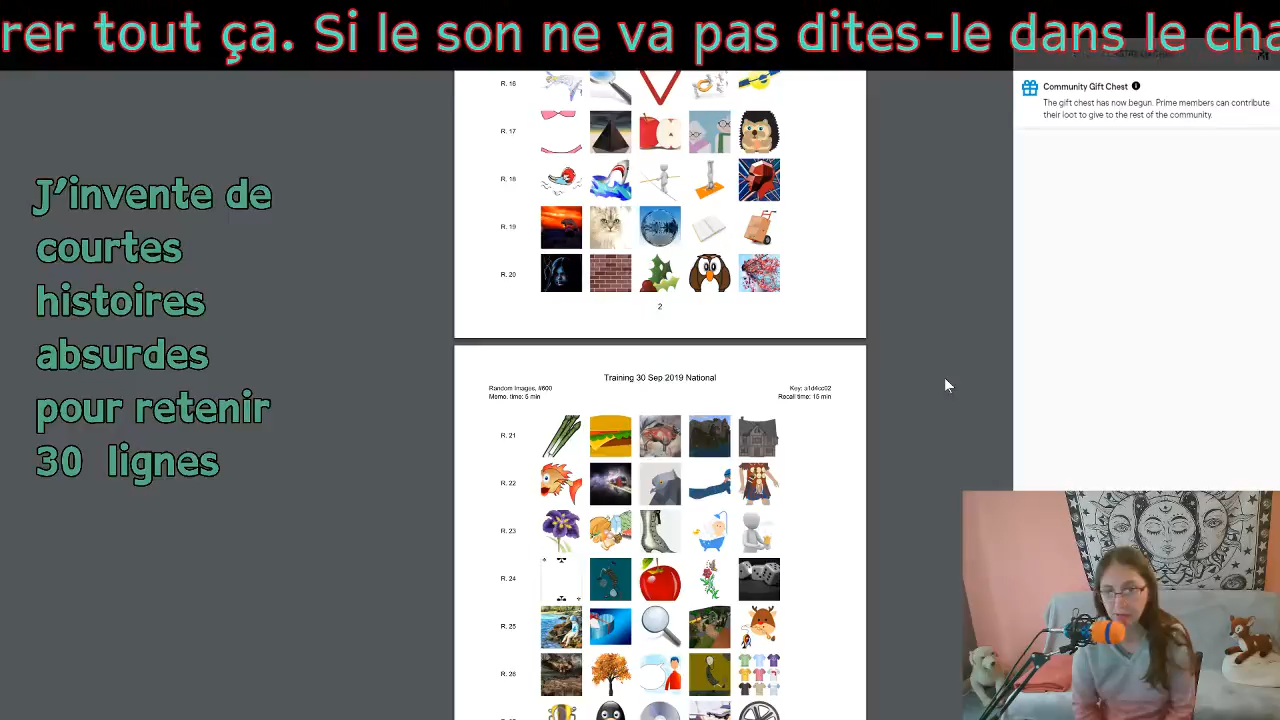 rer tout ça. Si le son ne va pas dites-le dans le cha
Community Gift Chest
The gift chest has now begun. Prime members can contribute
their loot to give to the rest of the community.
J'invente de
courtes
histoires
absurdes
pour retenir
30 lignes
R. 16
R. 17
R. 18
R. 19
R. 20
2
Training 30 Sep 2019 National
Random Images, #600
Key: a1d4cc02
Memo. time: 5 min
Recall time: 15 min
R. 21
R. 22
R. 23
R. 24
R. 25
R. 26